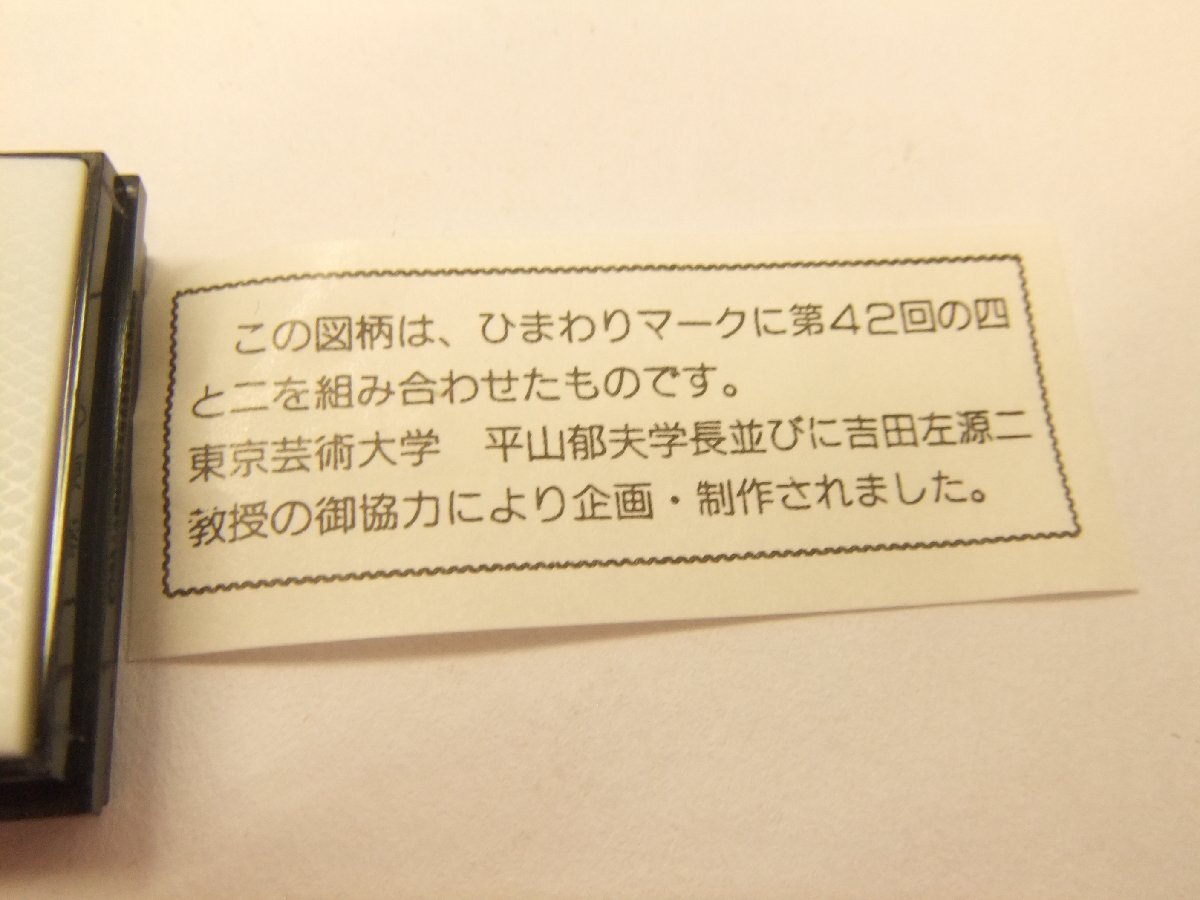 この図柄は、ひまわりマークに第42回の四
と二を組み合わせたものです。
東京芸術大学　平山郁夫学長並びに吉田左源二
教授の御協力により企画・制作されました。